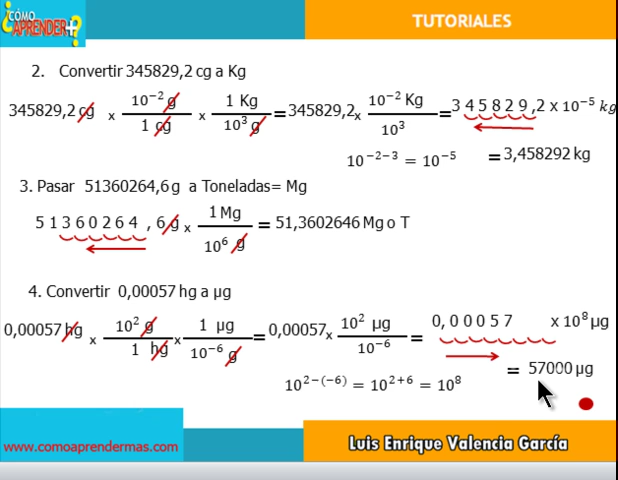 ¿CÓMO
APRENDER+?
TUTORIALES
2. Convertir 345829,2 cg a Kg
345829,2 cg x 10⁻² g / 1 cg x 1 Kg / 10³ g = 345829,2 x 10⁻² Kg / 10³ = 3 4 5 8 2 9 ,2 x 10⁻⁵ kg
10⁻²⁻³ = 10⁻⁵ = 3,458292 kg
3. Pasar 51360264,6 g a Toneladas= Mg
5 1 3 6 0 2 6 4 , 6 g x 1 Mg / 10⁶ g = 51,3602646 Mg o T
4. Convertir 0,00057 hg a µg
0,00057 hg x 10² g / 1 hg x 1 µg / 10⁻⁶ g = 0,00057 x 10² µg / 10⁻⁶ = 0, 0 0 0 5 7 x 10⁸ µg
= 57000 µg
10²⁻⁽⁻⁶⁾ = 10²⁺⁶ = 10⁸
www.comoaprendermas.com
Luis Enrique Valencia García